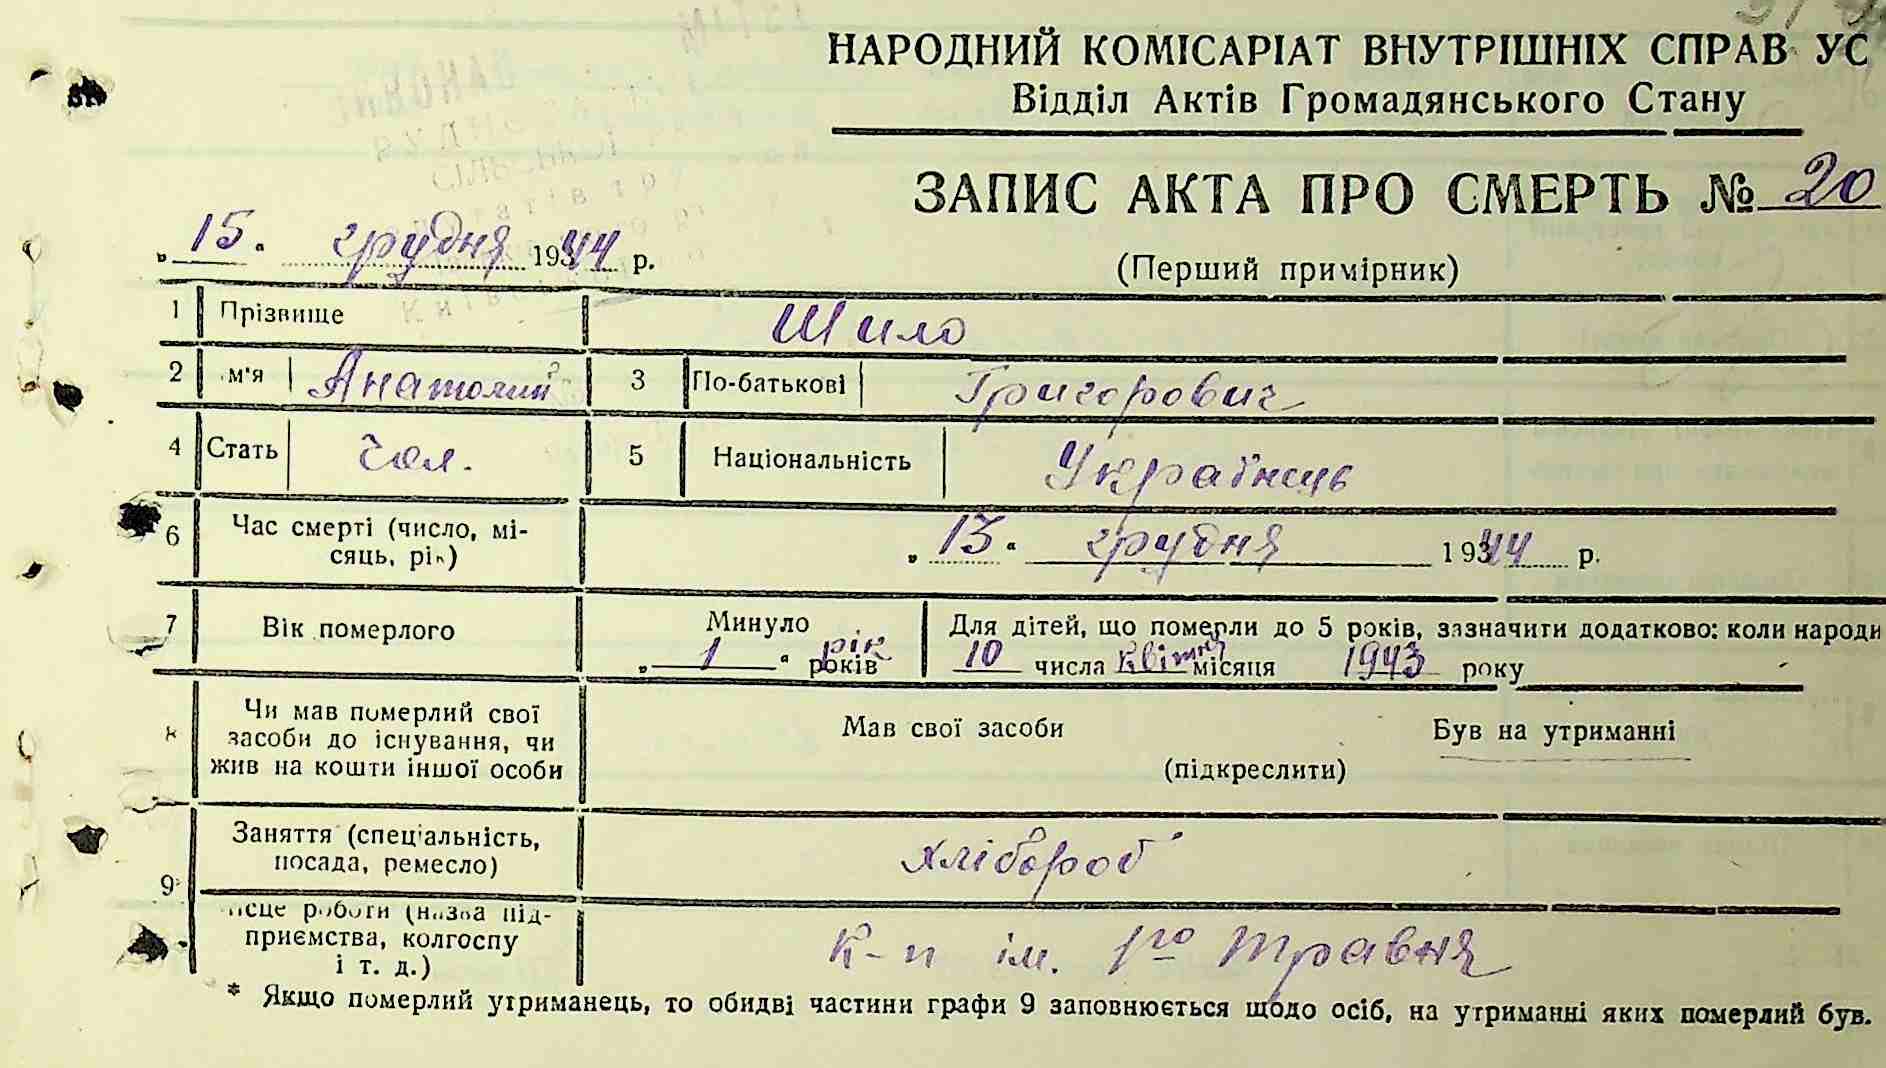 НАРОДНИЙ КОМІСАРІАТ ВНУТРІШНІХ СПРАВ УС
Відділ Актів Громадянського Стану
ЗАПИС АКТА ПРО СМЕРТЬ № 20
„ 15 “ грудня 1944 р.
(Перший примірник)
1 Прізвище Шило
2 м'я Анатолий 3 По-батькові Григорович
4 Стать чол. 5 Національність Українець
6 Час смерті (число, мі-
сяць, рік) „ 13 “ грудня 1944 р.
7 Вік померлого Минуло „ 1 “ років рік
Для дітей, що померли до 5 років, зазначити додатково: коли народи
10 числа квітня місяця 1943 року
8 Чи мав померлий свої
засоби до існування, чи
жив на кошти іншої особи
Мав свої засоби Був на утриманні
(підкреслити)
9 Заняття (спеціальність,
посада, ремесло) хлібороб
ісце роботи (назва під-
приємства, колгоспу
і т. д.) К-п ім. 1го травня
* Якщо померлий утриманець, то обидві частини графи 9 заповнюється щодо осіб, на утриманні яких померлий був.